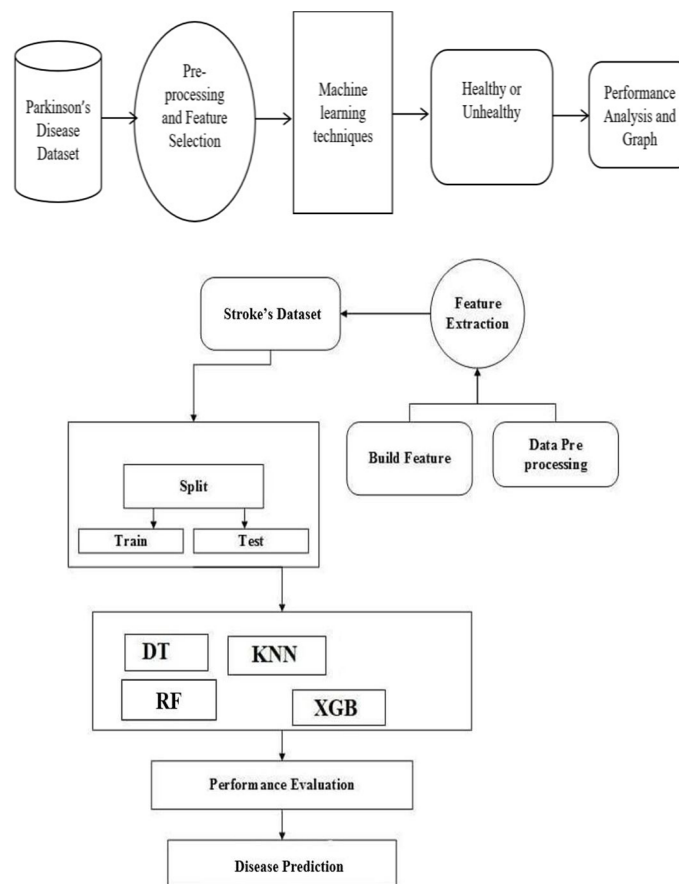 Parkinson's
Disease
Dataset
Pre-
processing
and Feature
Selection
Machine
learning
techniques
Healthy or
Unhealthy
Performance
Analysis and
Graph
Stroke's Dataset
Feature
Extraction
Build Feature
Data Pre
processing
Split
Train
Test
DT
KNN
RF
XGB
Performance Evaluation
Disease Prediction